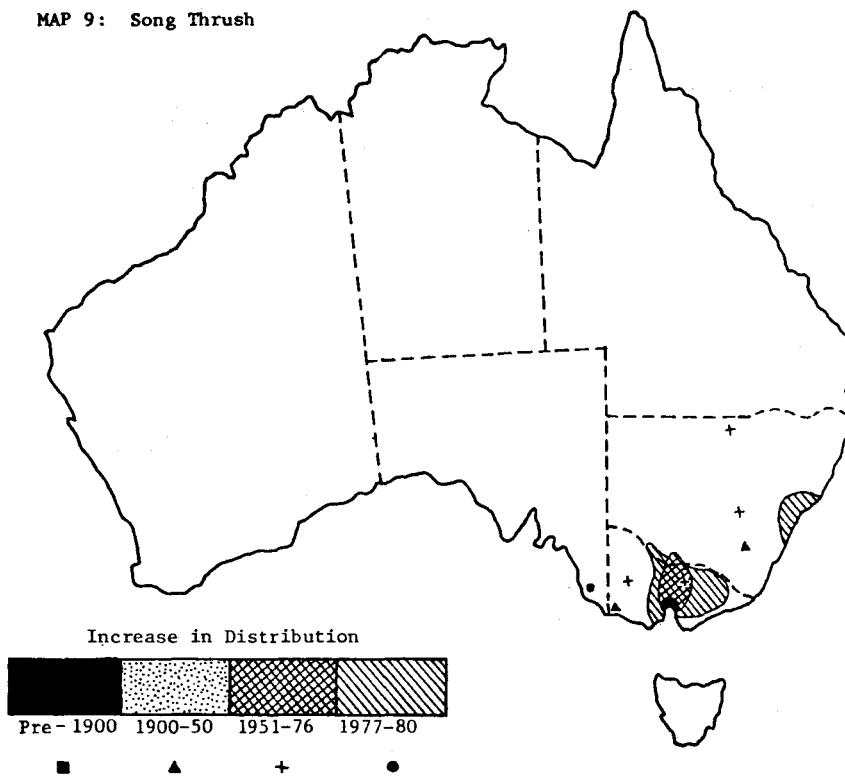 MAP 9: Song Thrush
Increase in Distribution
Pre-1900 1900-50 1951-76 1977-80